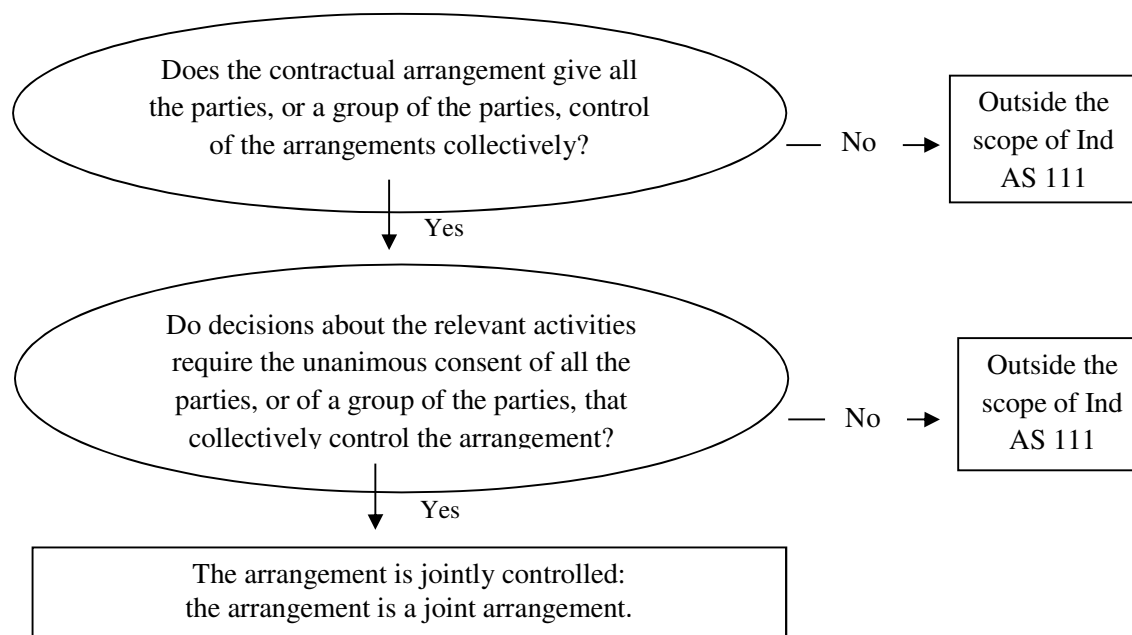 Does the contractual arrangement give all
the parties, or a group of the parties, control
of the arrangements collectively?
No
Outside the
scope of Ind
AS 111
Yes
Do decisions about the relevant activities
require the unanimous consent of all the
parties, or of a group of the parties, that
collectively control the arrangement?
No
Outside the
scope of Ind
AS 111
Yes
The arrangement is jointly controlled:
the arrangement is a joint arrangement.